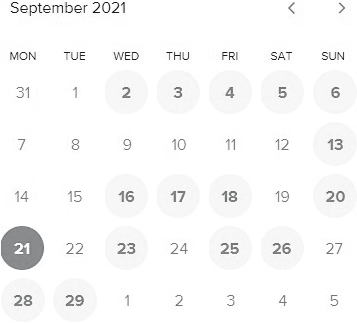 September 2021
MON TUE WED THU FRI SAT SUN
31 1 2 3 4 5 6
7 8 9 10 11 12 13
14 15 16 17 18 19 20
21 22 23 24 25 26 27
28 29 1 2 3 4 5